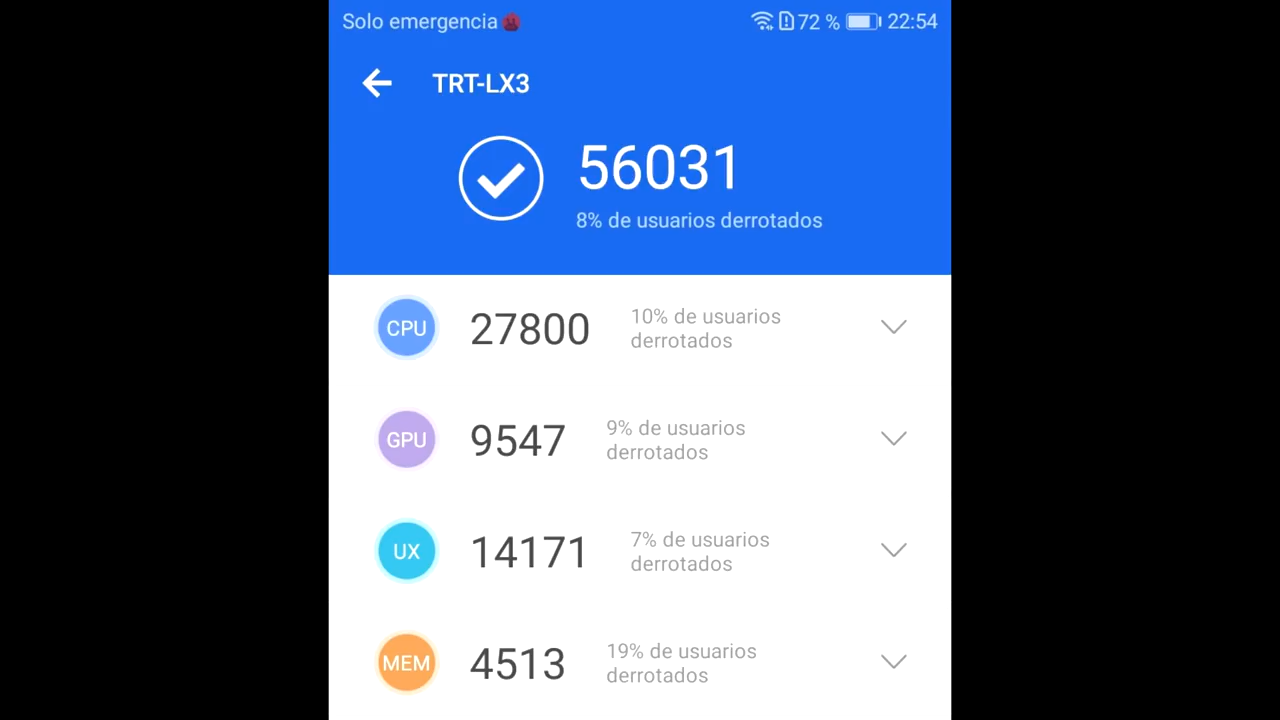 Solo emergencia
72 % 22:54
TRT-LX3
56031
8% de usuarios derrotados
CPU 27800 10% de usuarios
derrotados
GPU 9547 9% de usuarios
derrotados
UX 14171 7% de usuarios
derrotados
MEM 4513 19% de usuarios
derrotados